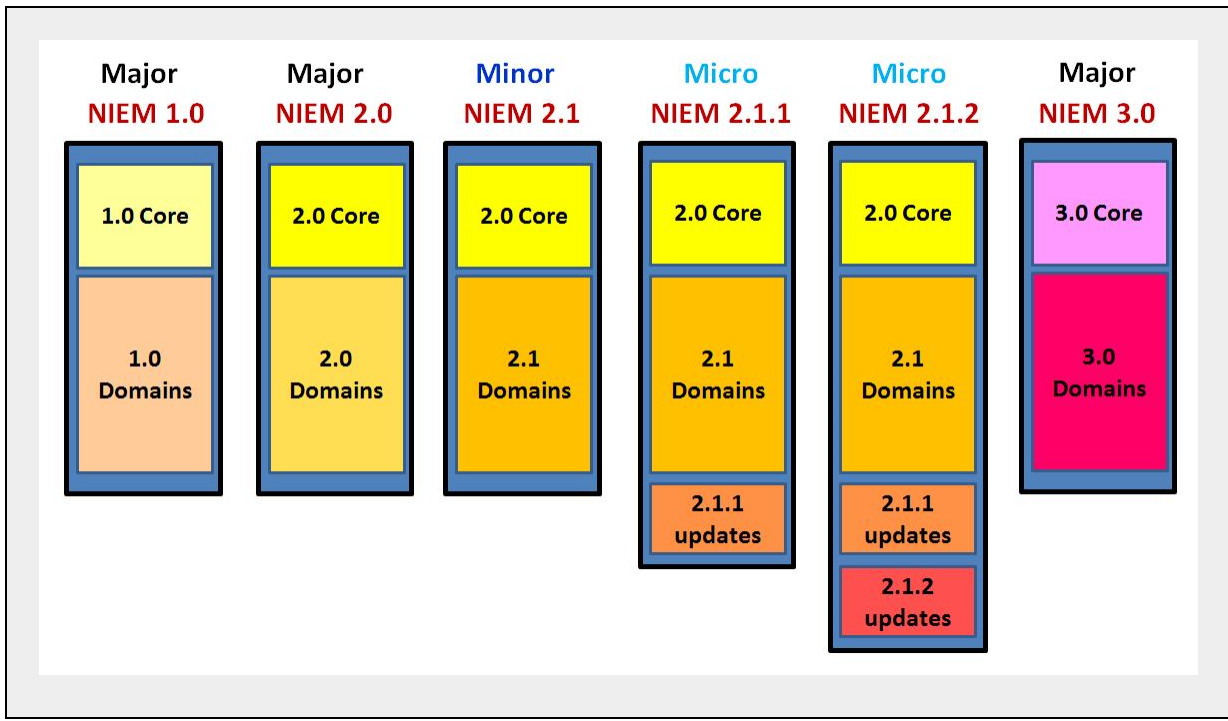 Major
NIEM 1.0
1.0 Core
1.0
Domains
Major
NIEM 2.0
2.0 Core
2.0
Domains
Minor
NIEM 2.1
2.0 Core
2.1
Domains
Micro
NIEM 2.1.1
2.0 Core
2.1
Domains
2.1.1
updates
Micro
NIEM 2.1.2
2.0 Core
2.1
Domains
2.1.1
updates
2.1.2
updates
Major
NIEM 3.0
3.0 Core
3.0
Domains